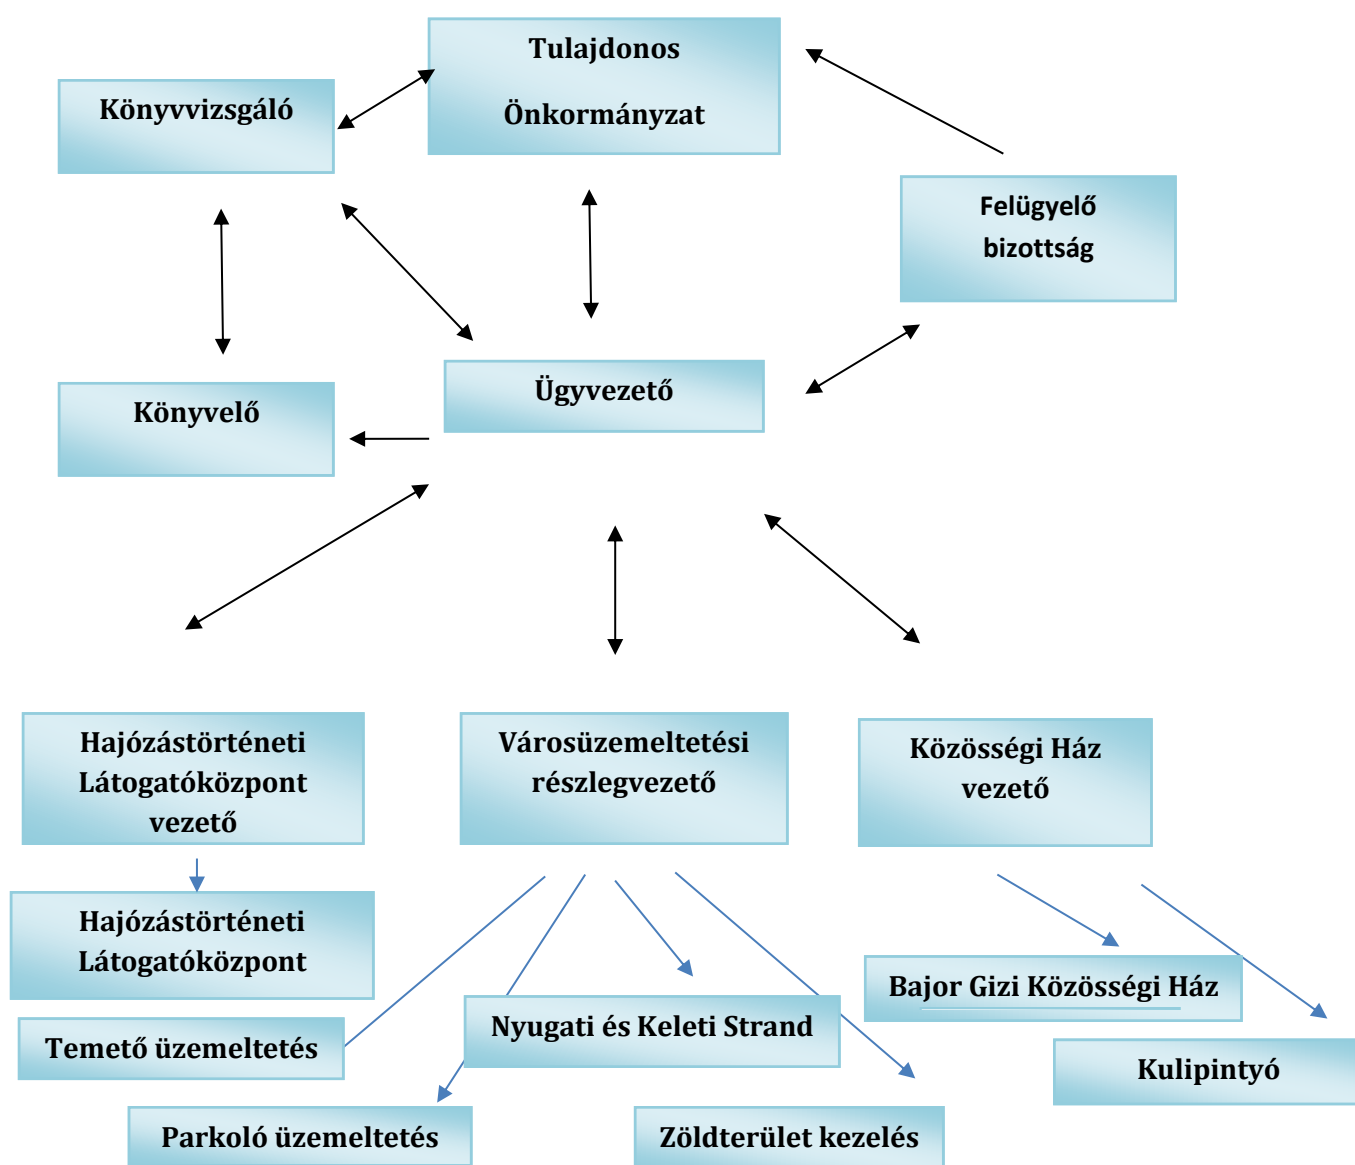 Tulajdonos
Önkormányzat
Könyvvizsgáló
Felügyelő
bizottság
Ügyvezető
Könyvelő
Hajózástörténeti
Látogatóközpont
vezető
Városüzemeltetési
részlegvezető
Közösségi Ház
vezető
Hajózástörténeti
Látogatóközpont
Bajor Gizi Közösségi Ház
Nyugati és Keleti Strand
Temető üzemeltetés
Kulipintyó
Parkoló üzemeltetés
Zöldterület kezelés